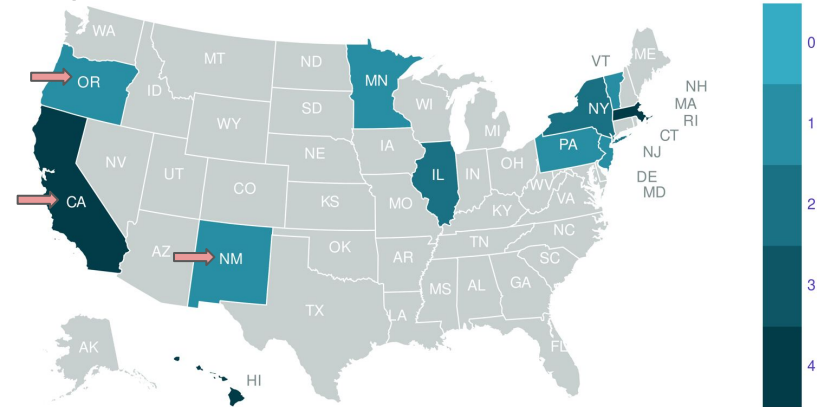 WA
MT
ND
MN
VT
ME
OR
ID
SD
WI
NY
NH
MA
RI
WY
MI
CT
NJ
NV
NE
IA
PA
UT
CO
IL
IN
OH
DE
MD
CA
KS
MO
KY
WV
VA
AZ
NM
OK
AR
TN
NC
SC
TX
LA
MS
AL
GA
AK
HI
FL
0
1
2
3
4